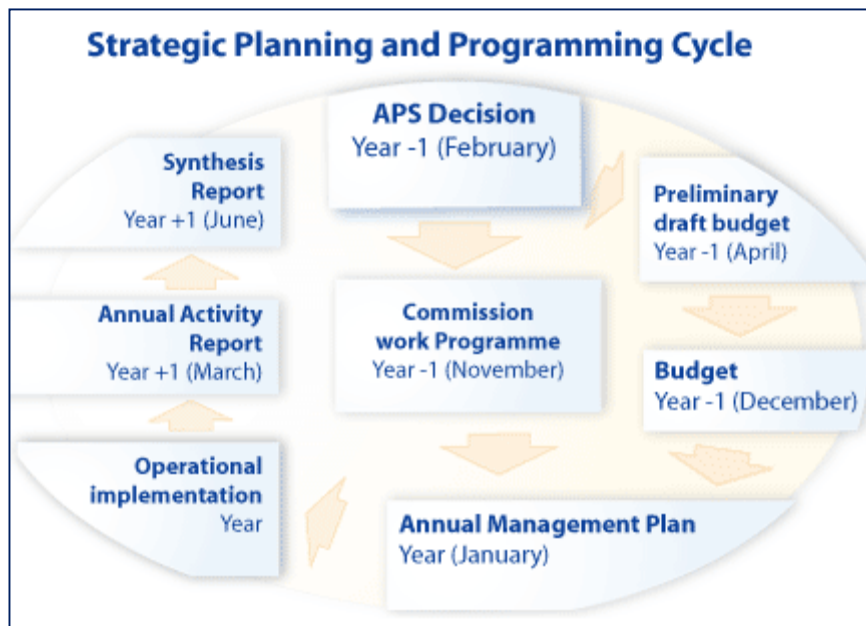 Strategic Planning and Programming Cycle
APS Decision
Year -1 (February)
Synthesis
Report
Year +1 (June)
Preliminary
draft budget
Year -1 (April)
Annual Activity
Report
Year +1 (March)
Commission
work Programme
Year -1 (November)
Budget
Year -1 (December)
Operational
implementation
Year
Annual Management Plan
Year (January)